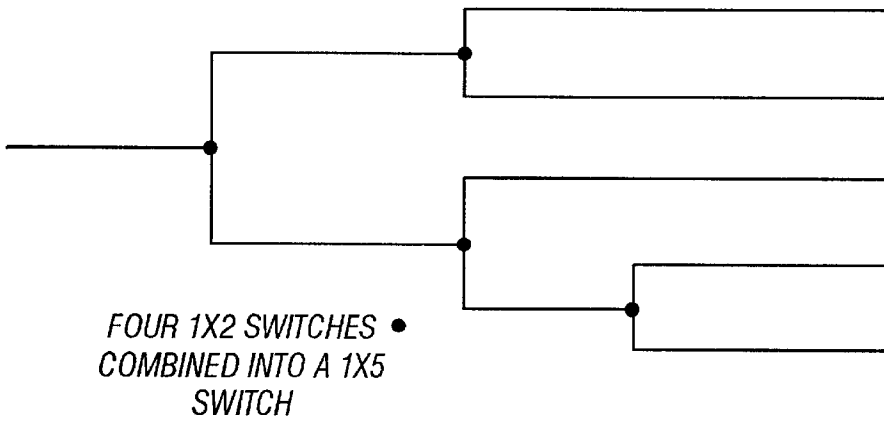 FOUR 1X2 SWITCHES ●
COMBINED INTO A 1X5
SWITCH